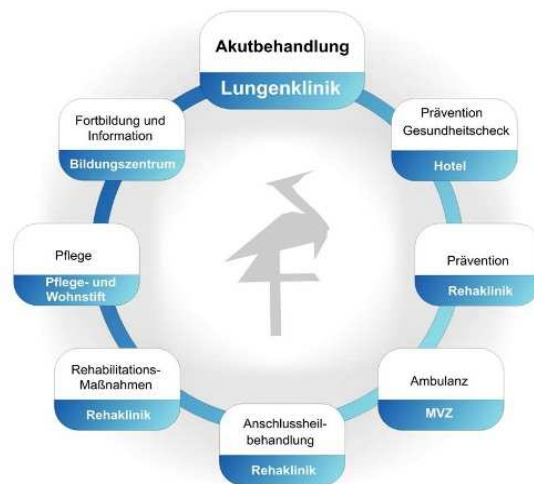 Akutbehandlung
Lungenklinik
Prävention
Gesundheitscheck
Hotel
Prävention
Rehaklinik
Ambulanz
MVZ
Anschlussheil-
behandlung
Rehaklinik
Rehabilitations-
Maßnahmen
Rehaklinik
Pflege
Pflege- und
Wohnstift
Fortbildung und
Information
Bildungszentrum